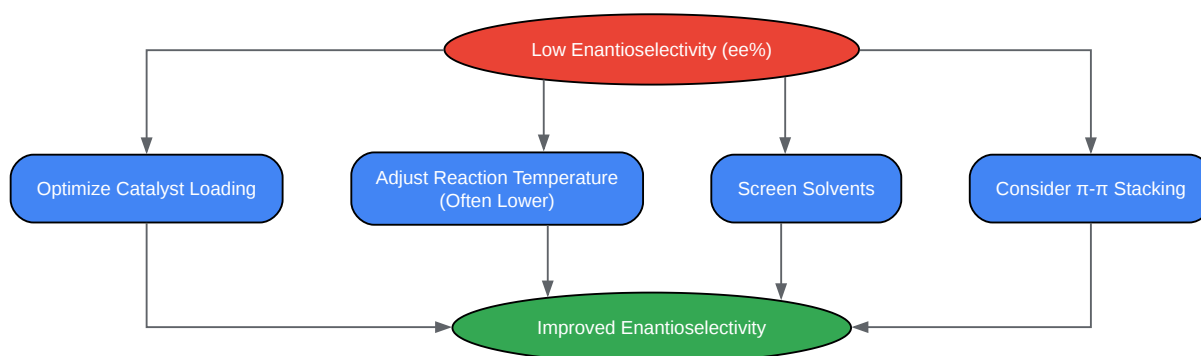 Low Enantioselectivity (ee%)
Optimize Catalyst Loading
Adjust Reaction Temperature
(Often Lower)
Screen Solvents
Consider π-π Stacking
Improved Enantioselectivity